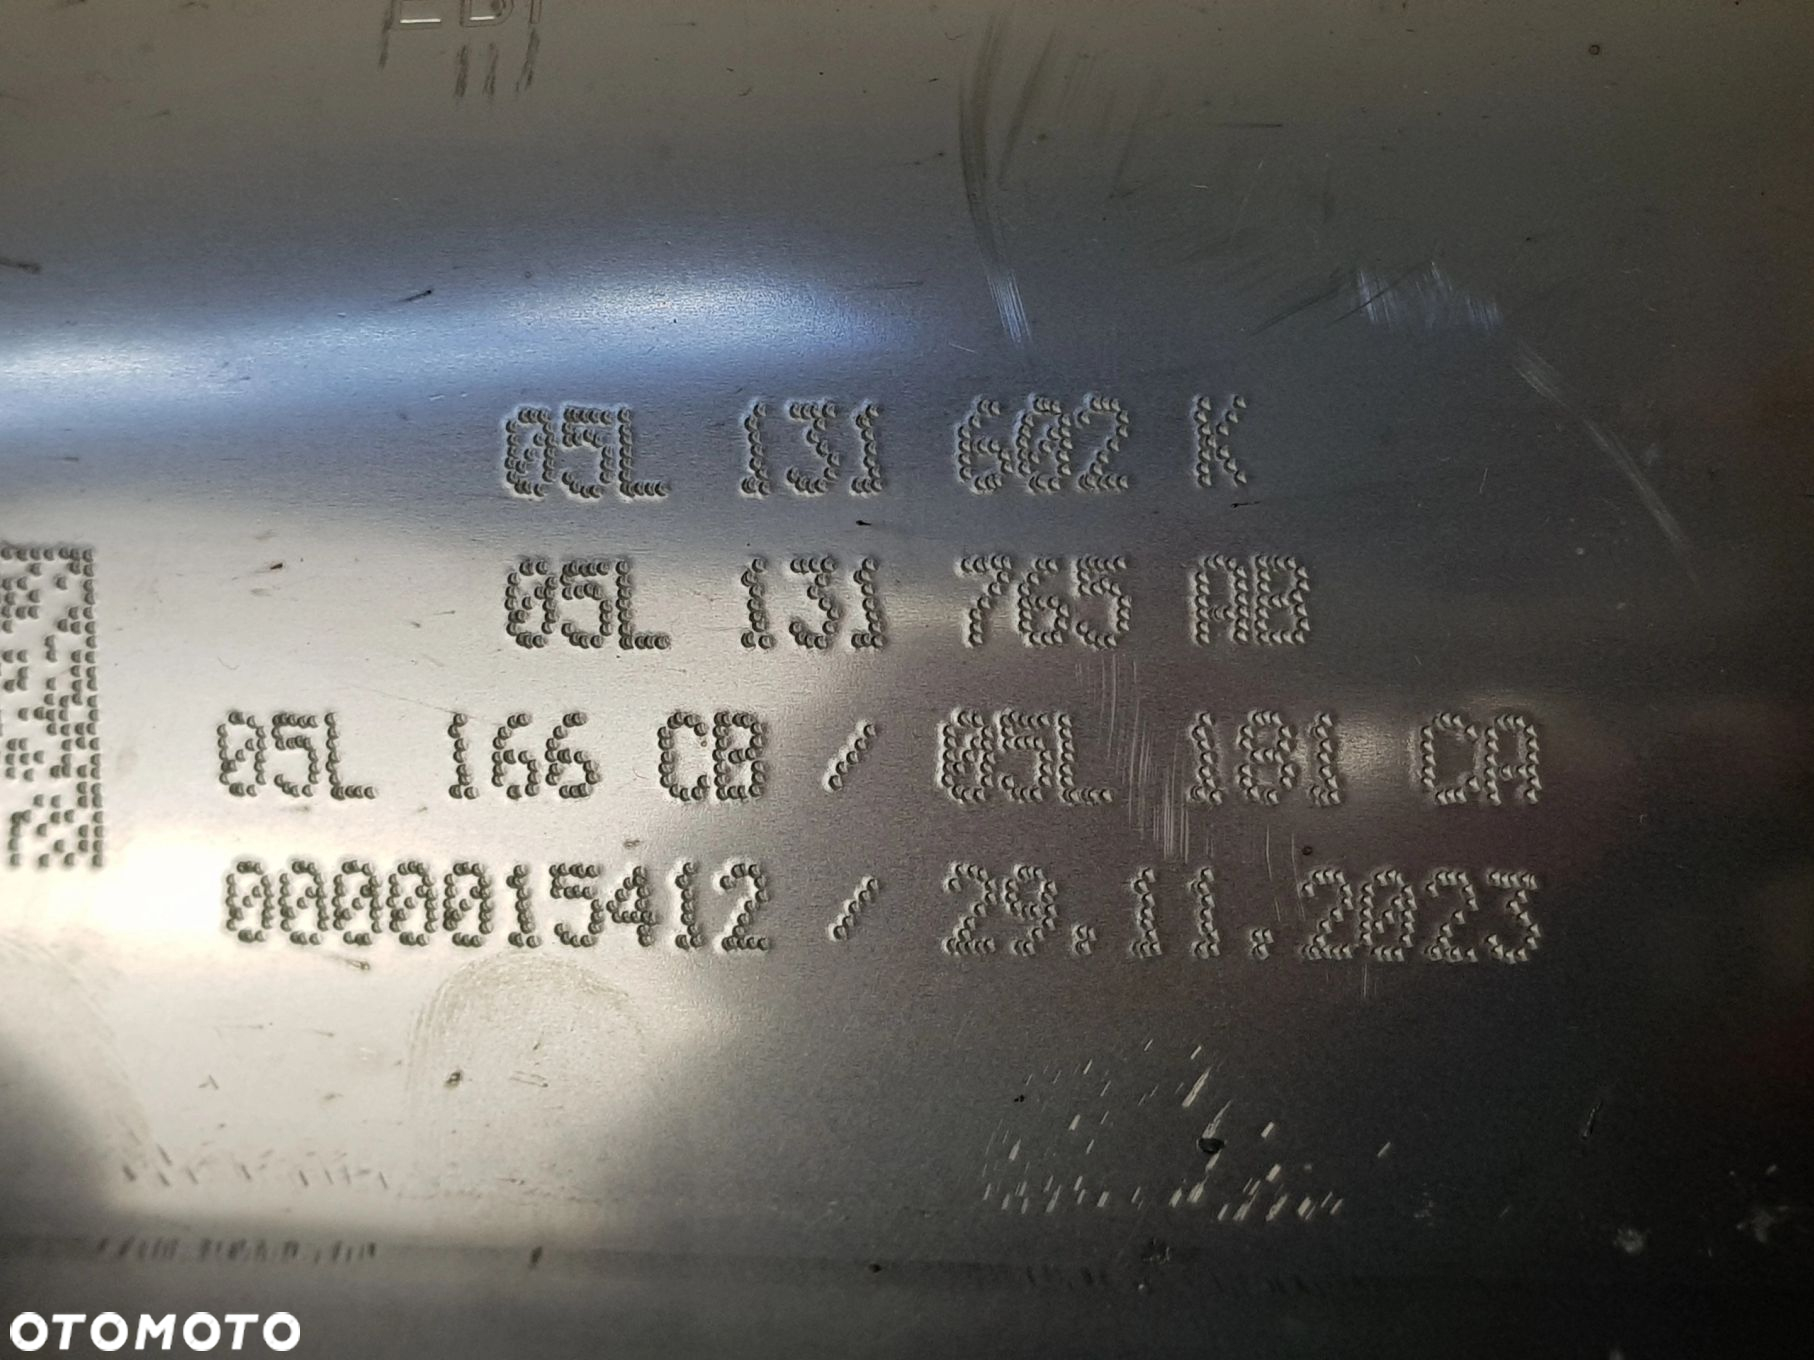 05L 131 602 K
05L 131 765 AB
05L 166 CB / 05L 181 CA
0000015412 / 29.11.2023
OTOMOTO